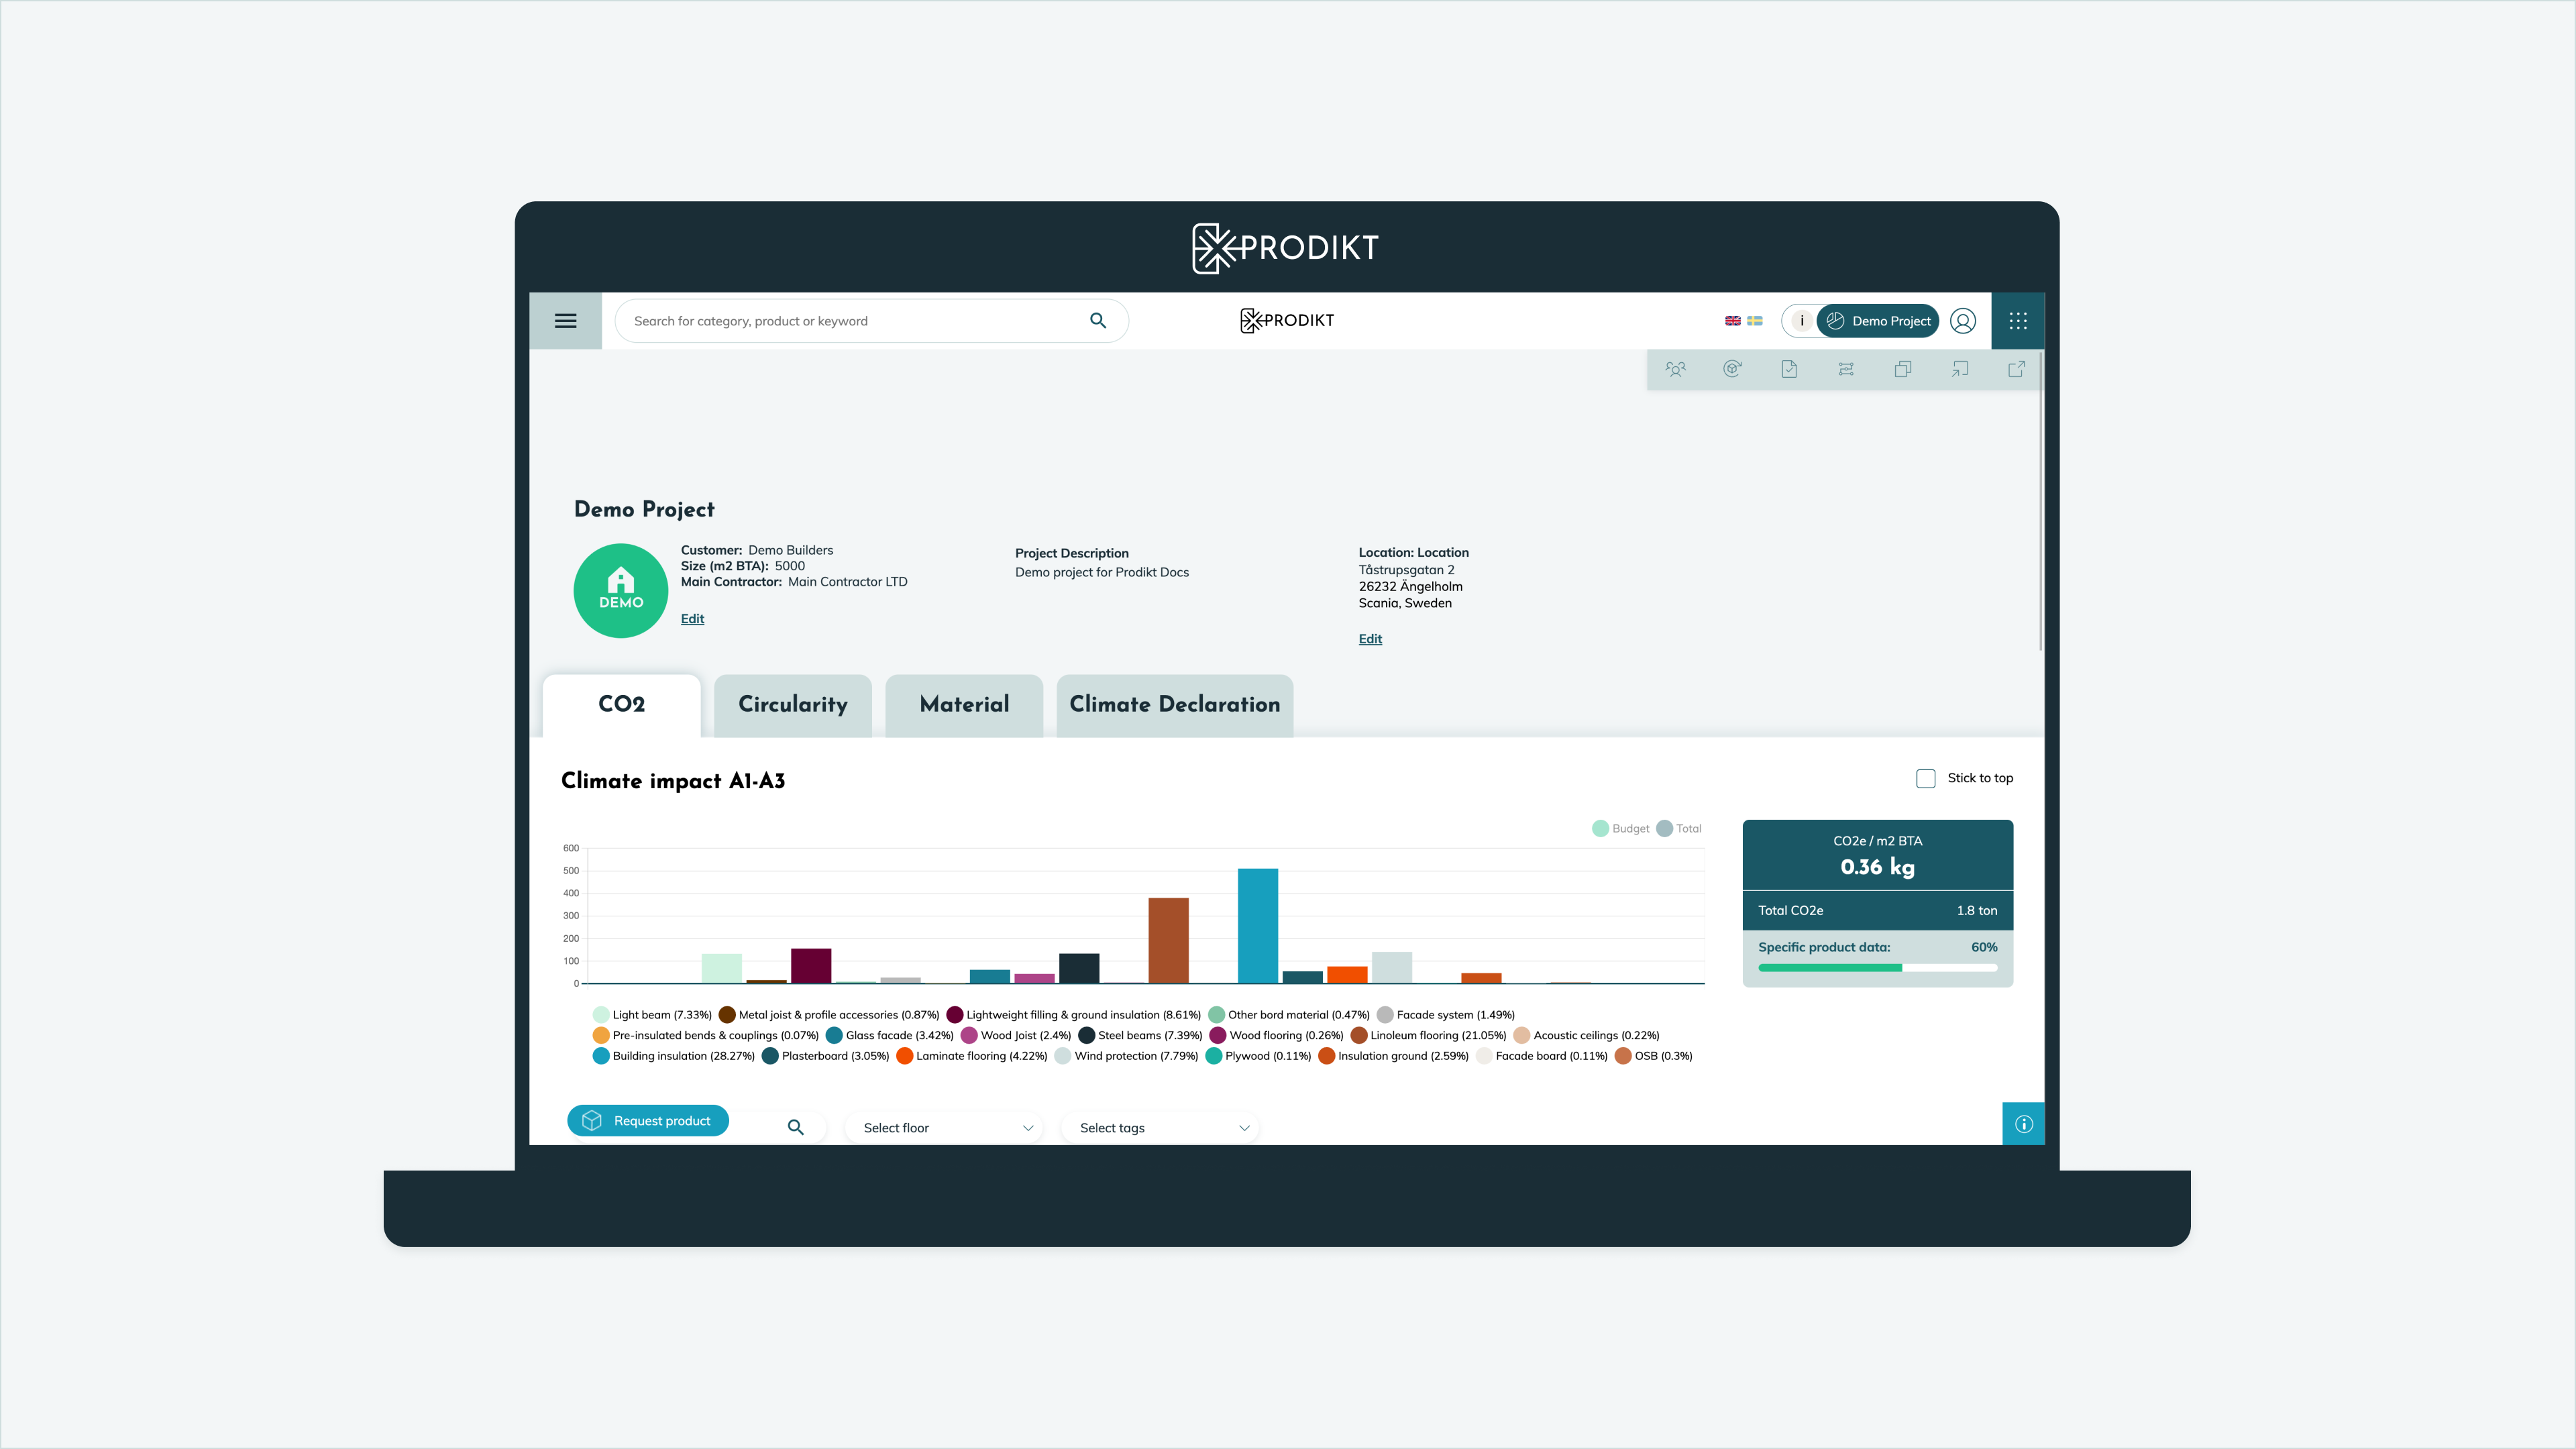 PRODIKT
Search for category, product or keyword
PRODIKT
i
Demo Project
Demo Project
DEMO
Customer: Demo Builders
Size (m2 BTA): 5000
Main Contractor: Main Contractor LTD
Edit
Project Description
Demo project for Prodikt Docs
Location: Location
Tåstrupsgatan 2
26232 Ängelholm
Scania, Sweden
Edit
CO2
Circularity
Material
Climate Declaration
Climate impact A1-A3
Stick to top
Budget Total
600
500
400
300
200
100
0
CO2e / m2 BTA
0.36 kg
Total CO2e 1.8 ton
Specific product data: 60%
Light beam (7.33%) Metal joist & profile accessories (0.87%) Lightweight filling & ground insulation (8.61%) Other bord material (0.47%) Facade system (1.49%)
Pre-insulated bends & couplings (0.07%) Glass facade (3.42%) Wood Joist (2.4%) Steel beams (7.39%) Wood flooring (0.26%) Linoleum flooring (21.05%) Acoustic ceilings (0.22%)
Building insulation (28.27%) Plasterboard (3.05%) Laminate flooring (4.22%) Wind protection (7.79%) Plywood (0.11%) Insulation ground (2.59%) Facade board (0.11%) OSB (0.3%)
Request product
Select floor
Select tags